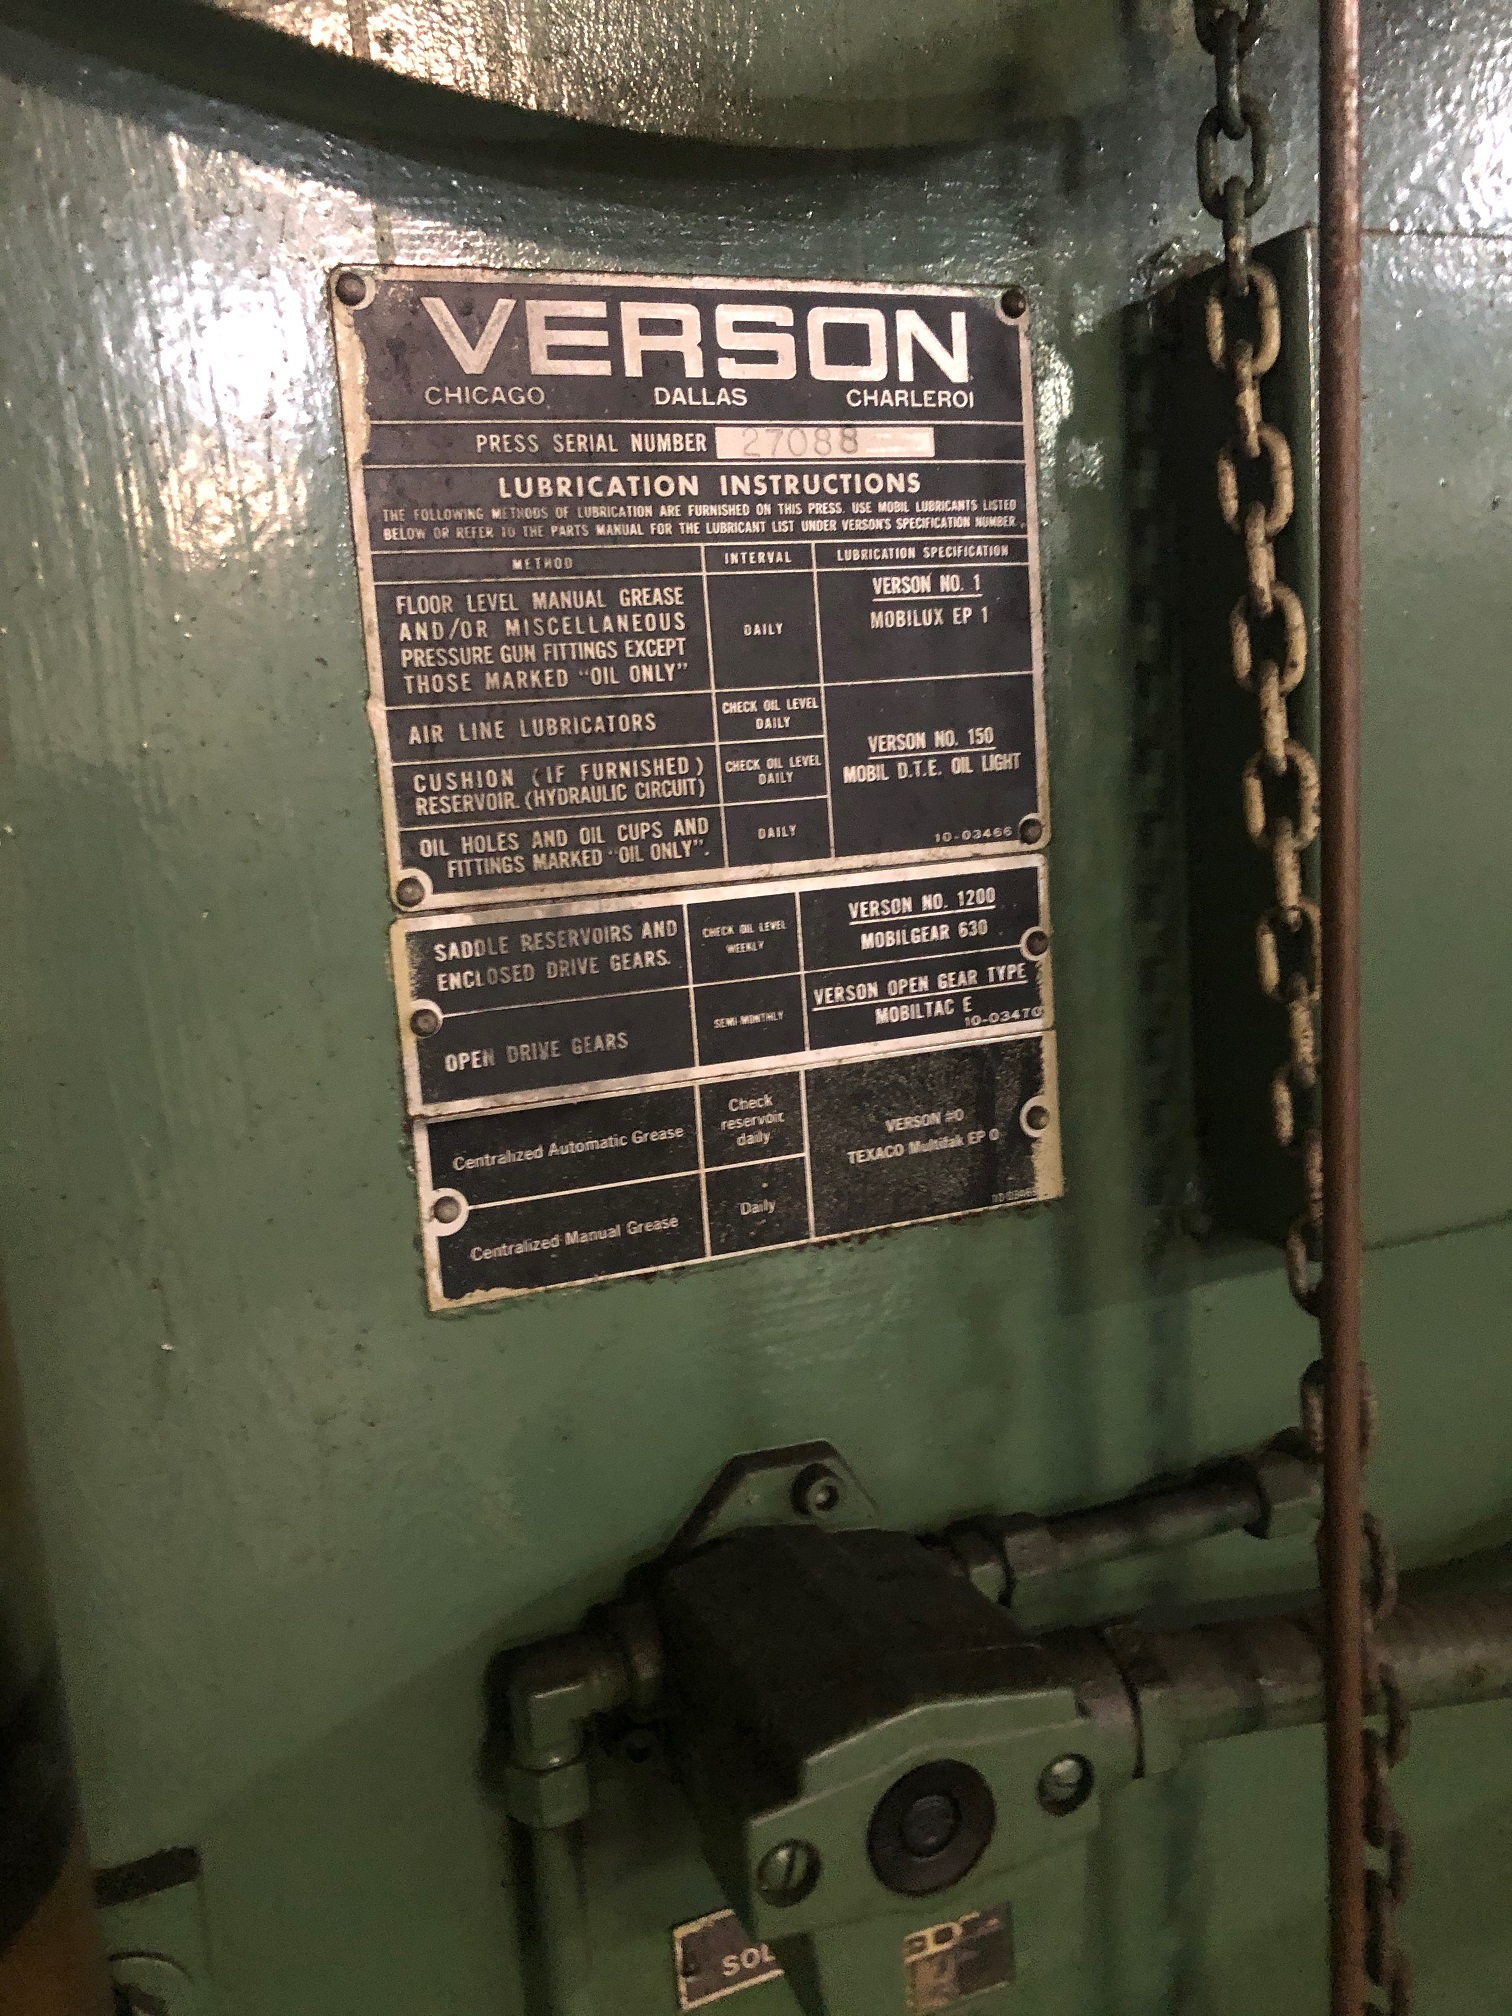 VERSON
CHICAGO DALLAS CHARLEROI
PRESS SERIAL NUMBER 27088
LUBRICATION INSTRUCTIONS
THE FOLLOWING METHODS OF LUBRICATION ARE FURNISHED ON THIS PRESS. USE MOBIL LUBRICANTS LISTED
BELOW OR REFER TO THE PARTS MANUAL FOR THE LUBRICANT LIST UNDER VERSON'S SPECIFICATION NUMBER.
METHOD INTERVAL LUBRICATION SPECIFICATION
FLOOR LEVEL MANUAL GREASE
AND/OR MISCELLANEOUS
PRESSURE GUN FITTINGS EXCEPT
THOSE MARKED "OIL ONLY"
DAILY
VERSON NO. 1
MOBILUX EP 1
AIR LINE LUBRICATORS
CHECK OIL LEVEL
DAILY
CUSHION (IF FURNISHED)
RESERVOIR. (HYDRAULIC CIRCUIT)
CHECK OIL LEVEL
DAILY
VERSON NO. 150
MOBIL D.T.E. OIL LIGHT
OIL HOLES AND OIL CUPS AND
FITTINGS MARKED "OIL ONLY".
DAILY
10-03466
SADDLE RESERVOIRS AND
ENCLOSED DRIVE GEARS.
CHECK OIL LEVEL
WEEKLY
VERSON NO. 1200
MOBILGEAR 630
OPEN DRIVE GEARS
SEMI-MONTHLY
VERSON OPEN GEAR TYPE
MOBILTAC E
10-03470
Centralized Automatic Grease
Check
reservoir
daily
VERSON #0
TEXACO Multifak EP 0
Centralized Manual Grease
Daily
SOL